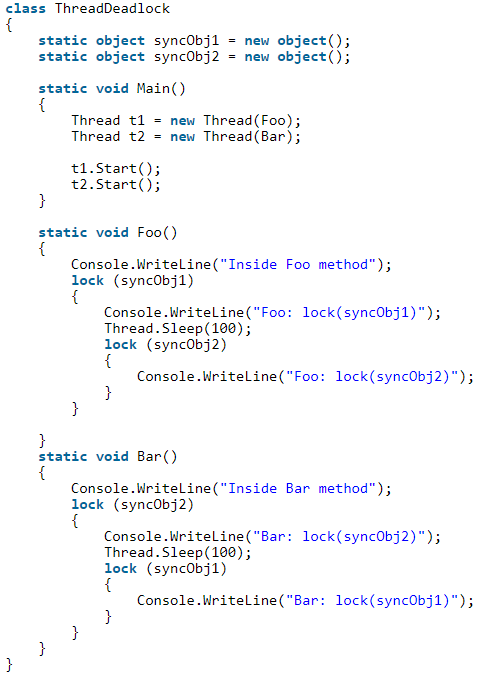 class ThreadDeadlock
{
    static object syncObj1 = new object();
    static object syncObj2 = new object();

    static void Main()
    {
        Thread t1 = new Thread(Foo);
        Thread t2 = new Thread(Bar);

        t1.Start();
        t2.Start();
    }

    static void Foo()
    {
        Console.WriteLine("Inside Foo method");
        lock (syncObj1)
        {
            Console.WriteLine("Foo: lock(syncObj1)");
            Thread.Sleep(100);
            lock (syncObj2)
            {
                Console.WriteLine("Foo: lock(syncObj2)");
            }
        }

    }
    static void Bar()
    {
        Console.WriteLine("Inside Bar method");
        lock (syncObj2)
        {
            Console.WriteLine("Bar: lock(syncObj2)");
            Thread.Sleep(100);
            lock (syncObj1)
            {
                Console.WriteLine("Bar: lock(syncObj1)");
            }
        }
    }
}